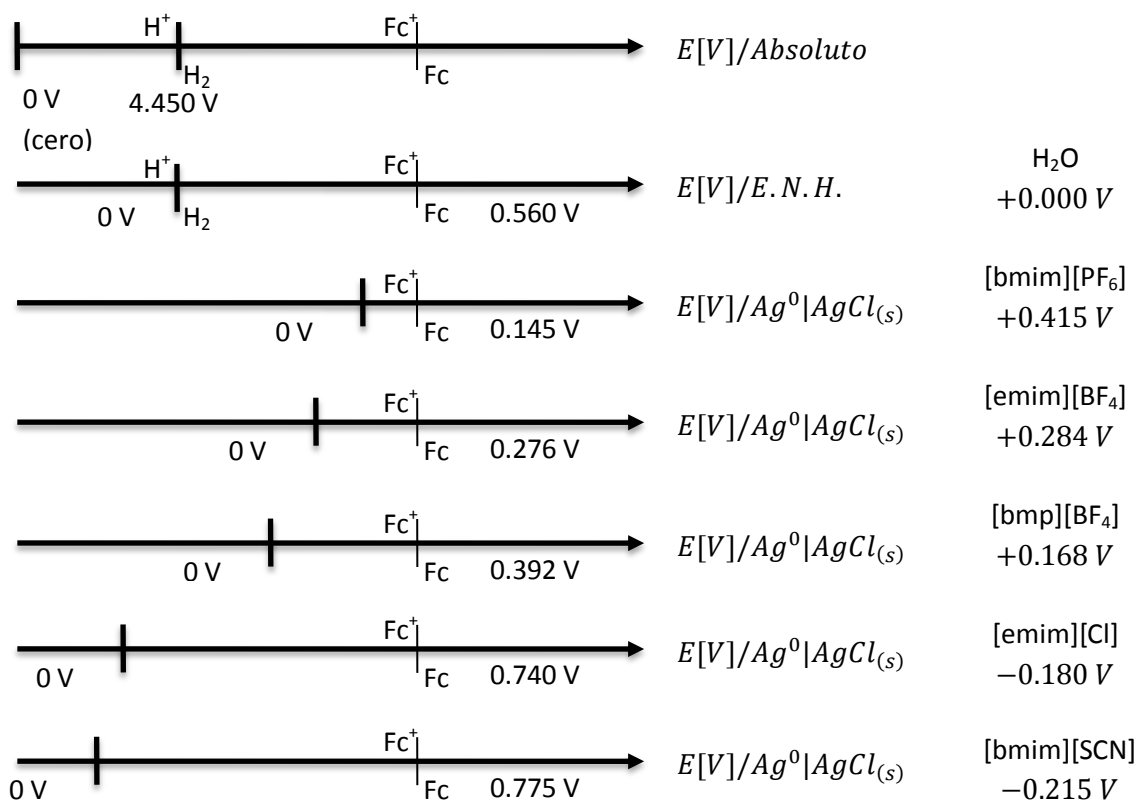 H⁺ Fc⁺
E[V]/Absoluto
H₂ Fc
0 V 4.450 V
(cero)
H⁺ Fc⁺ H₂O
E[V]/E.N.H.
0 V H₂ Fc 0.560 V +0.000 V
Fc⁺ [bmim][PF₆]
E[V]/Ag⁰|AgCl₍s₎
0 V Fc 0.145 V +0.415 V
Fc⁺ [emim][BF₄]
E[V]/Ag⁰|AgCl₍s₎
0 V Fc 0.276 V +0.284 V
Fc⁺ [bmp][BF₄]
E[V]/Ag⁰|AgCl₍s₎
0 V Fc 0.392 V +0.168 V
Fc⁺ [emim][Cl]
E[V]/Ag⁰|AgCl₍s₎
0 V Fc 0.740 V −0.180 V
Fc⁺ [bmim][SCN]
E[V]/Ag⁰|AgCl₍s₎
0 V Fc 0.775 V −0.215 V